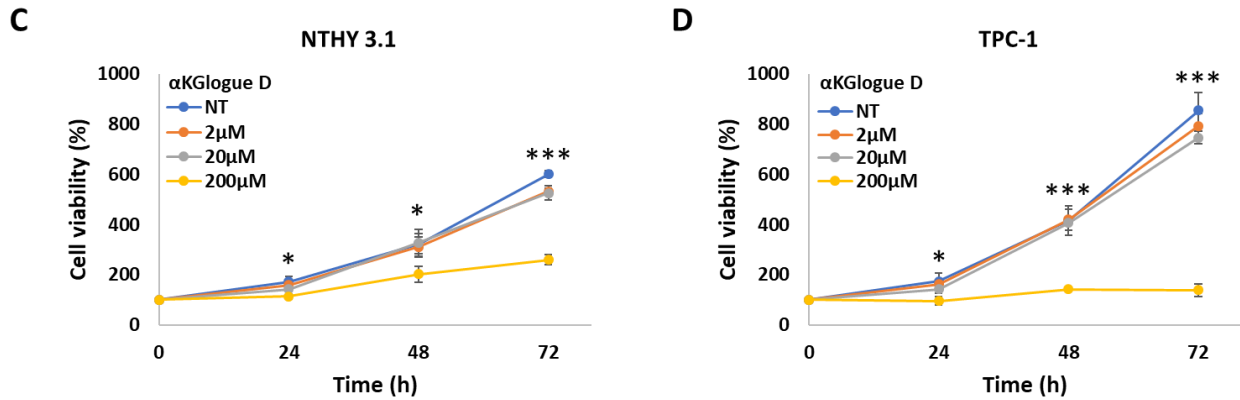 C
NTHY 3.1
Cell viability (%)
1000
800
600
400
200
0
αKGlogue D
NT
2µM
20µM
200µM
*
*
***
0 24 48 72
Time (h)
D
TPC-1
Cell viability (%)
1000
800
600
400
200
0
αKGlogue D
NT
2µM
20µM
200µM
*
***
***
0 24 48 72
Time (h)